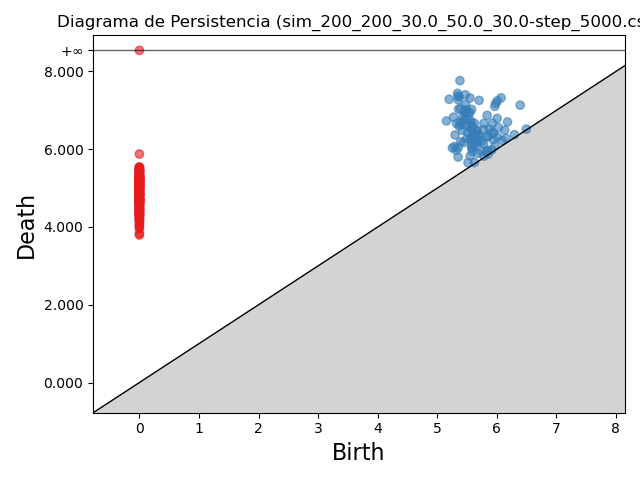 Diagrama de Persistencia (sim_200_200_30.0_50.0_30.0-step_5000.cs
+∞
8.000
6.000
4.000
2.000
0.000
Death
0 1 2 3 4 5 6 7 8
Birth